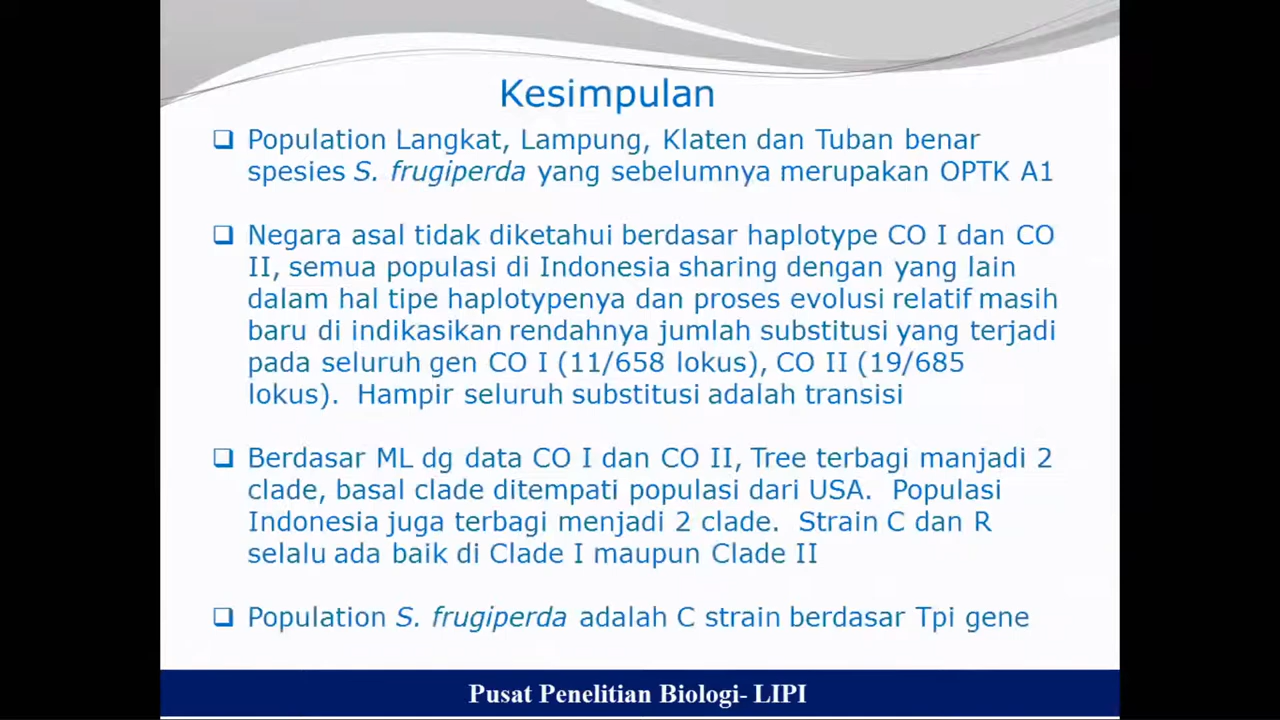 Kesimpulan
Population Langkat, Lampung, Klaten dan Tuban benar
spesies S. frugiperda yang sebelumnya merupakan OPTK A1
Negara asal tidak diketahui berdasar haplotype CO I dan CO
II, semua populasi di Indonesia sharing dengan yang lain
dalam hal tipe haplotypenya dan proses evolusi relatif masih
baru di indikasikan rendahnya jumlah substitusi yang terjadi
pada seluruh gen CO I (11/658 lokus), CO II (19/685
lokus).  Hampir seluruh substitusi adalah transisi
Berdasar ML dg data CO I dan CO II, Tree terbagi manjadi 2
clade, basal clade ditempati populasi dari USA.  Populasi
Indonesia juga terbagi menjadi 2 clade.  Strain C dan R
selalu ada baik di Clade I maupun Clade II
Population S. frugiperda adalah C strain berdasar Tpi gene
Pusat Penelitian Biologi- LIPI